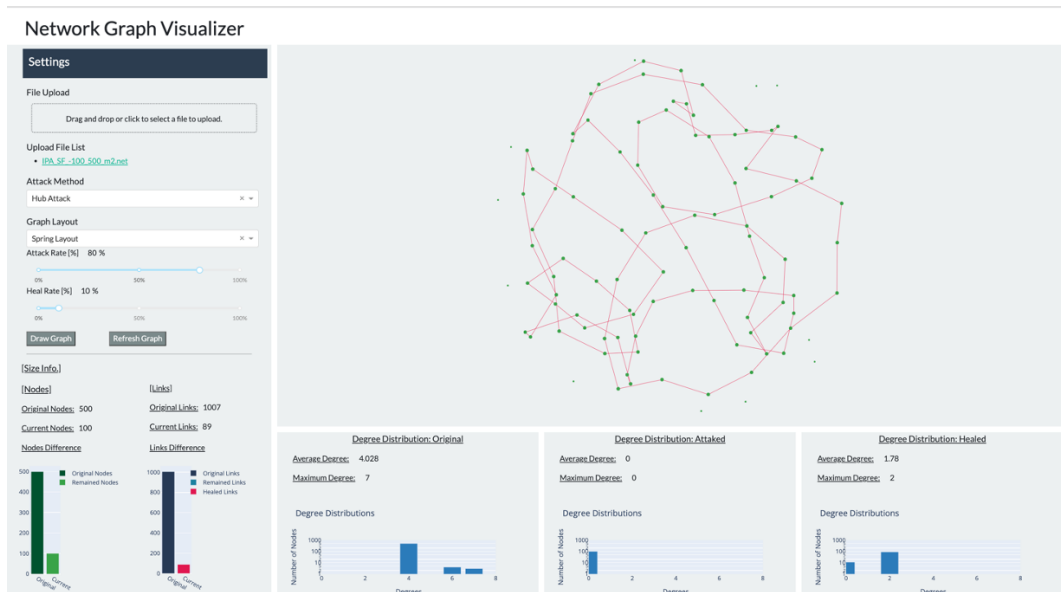 Network Graph Visualizer
Settings
File Upload
Drag and drop or click to select a file to upload.
Upload File List
IPA_SF_-100_500_m2.net
Attack Method
Hub Attack
Graph Layout
Spring Layout
Attack Rate [%] 80 %
0% 50% 100%
Heal Rate [%] 10 %
0% 50% 100%
Draw Graph Refresh Graph
[Size Info.]
[Nodes] [Links]
Original Nodes: 500 Original Links: 1007
Current Nodes: 100 Current Links: 89
Nodes Difference Links Difference
500
400
300
200
100
0
Original Current
Original Nodes
Remained Nodes
1000
800
600
400
200
0
Original Current
Original Links
Remained Links
Healed Links
Degree Distribution: Original
Average Degree: 4.028
Maximum Degree: 7
Degree Distributions
Number of Nodes
1000
100
10
1
0 2 4 6 8
Degrees
Degree Distribution: Attaked
Average Degree: 0
Maximum Degree: 0
Degree Distributions
Number of Nodes
1000
100
10
1
0 2 4 6 8
Degrees
Degree Distribution: Healed
Average Degree: 1.78
Maximum Degree: 2
Degree Distributions
Number of Nodes
1000
100
10
1
0 2 4 6 8
Degrees